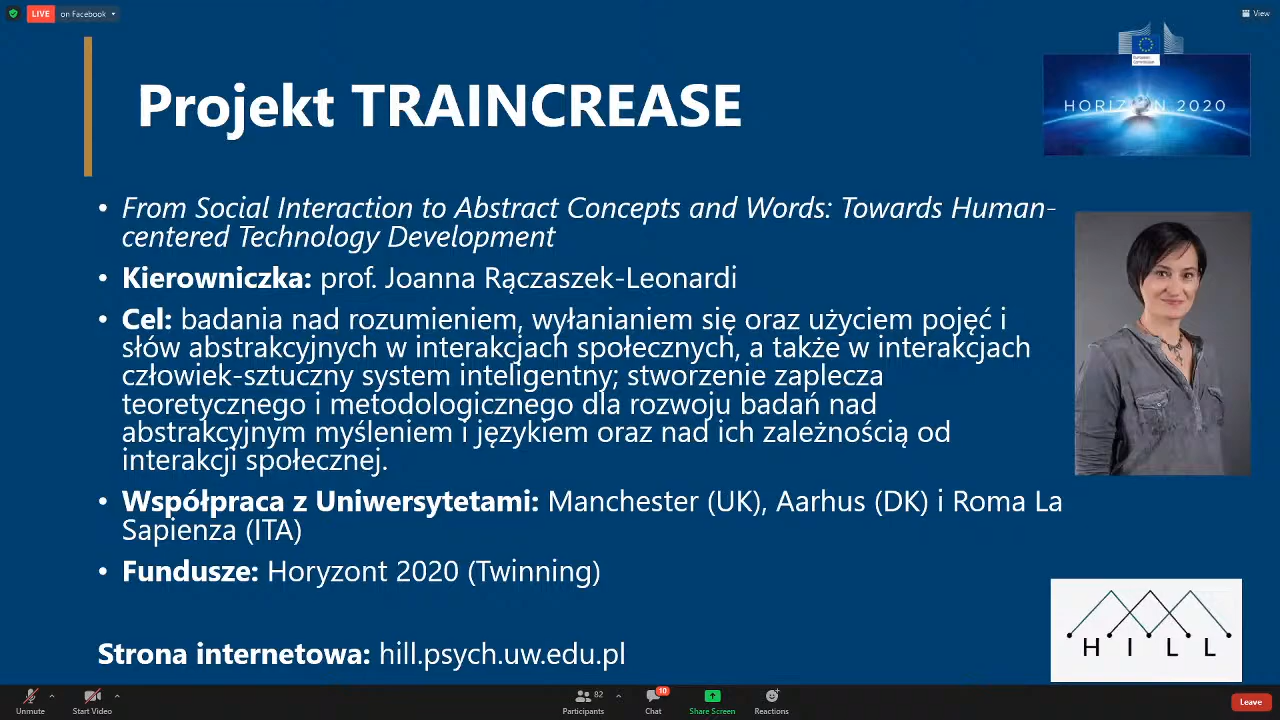 LIVE on Facebook
View
Projekt TRAINCREASE
European Commission
HORIZON 2020
• From Social Interaction to Abstract Concepts and Words: Towards Human-
centered Technology Development
• Kierowniczka: prof. Joanna Rączaszek-Leonardi
• Cel: badania nad rozumieniem, wyłanianiem się oraz użyciem pojęć i
słów abstrakcyjnych w interakcjach społecznych, a także w interakcjach
człowiek-sztuczny system inteligentny; stworzenie zaplecza
teoretycznego i metodologicznego dla rozwoju badań nad
abstrakcyjnym myśleniem i językiem oraz nad ich zależnością od
interakcji społecznej.
• Współpraca z Uniwersytetami: Manchester (UK), Aarhus (DK) i Roma La
Sapienza (ITA)
• Fundusze: Horyzont 2020 (Twinning)
HILL
Strona internetowa: hill.psych.uw.edu.pl
82
10
Unmute
Start Video
Participants
Chat
Share Screen
Reactions
Leave